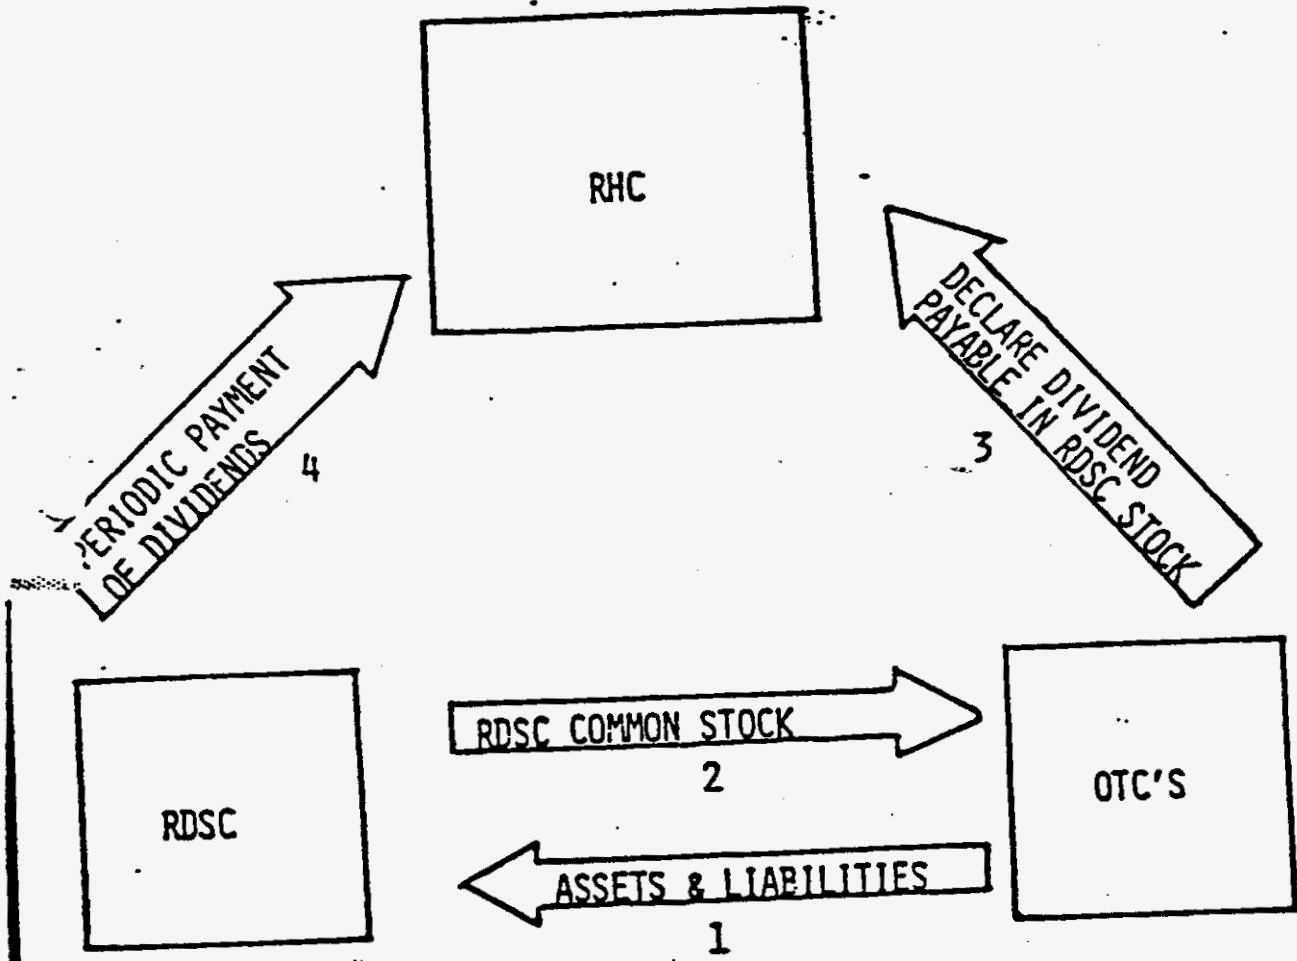 RHC
DECLARE DIVIDEND
PAYABLE IN RDSC STOCK
3
PERIODIC PAYMENT
OF DIVIDENDS
4
RDSC COMMON STOCK
2
OTC'S
RDSC
ASSETS & LIABILITIES
1